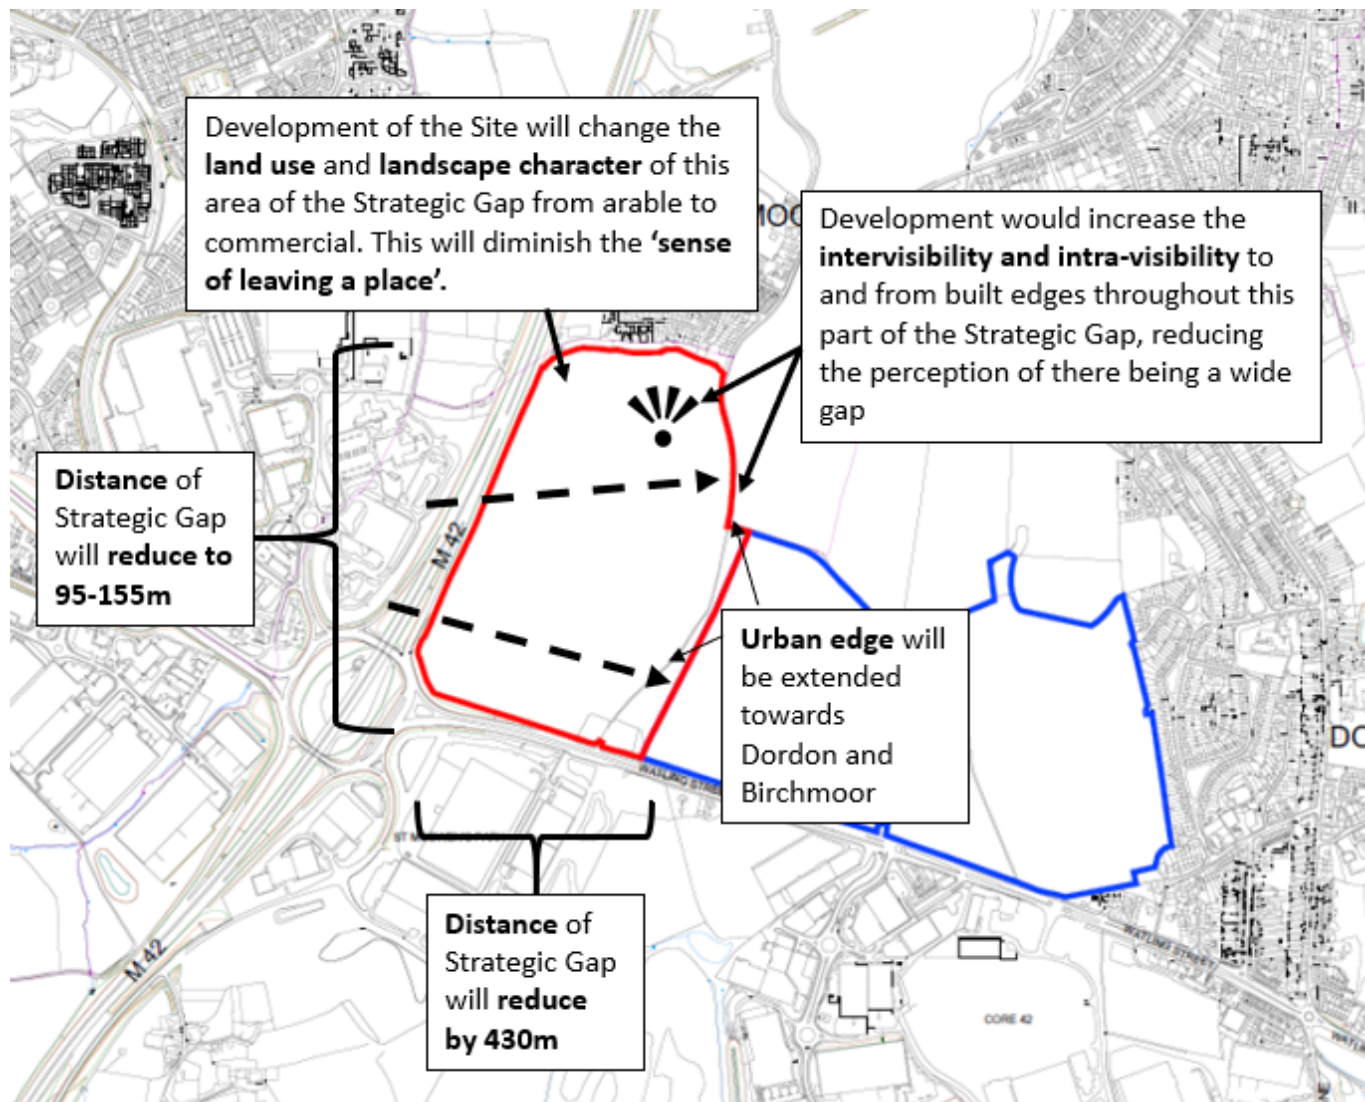 Development of the Site will change the
land use and landscape character of this
area of the Strategic Gap from arable to
commercial. This will diminish the ‘sense
of leaving a place’.
Development would increase the
intervisibility and intra-visibility to
and from built edges throughout this
part of the Strategic Gap, reducing
the perception of there being a wide
gap
Distance of
Strategic Gap
will reduce to
95-155m
M 42
Urban edge will
be extended
towards
Dordon and
Birchmoor
Distance of
Strategic Gap
will reduce
by 430m
M 42
WATLING STREET
CORE 42